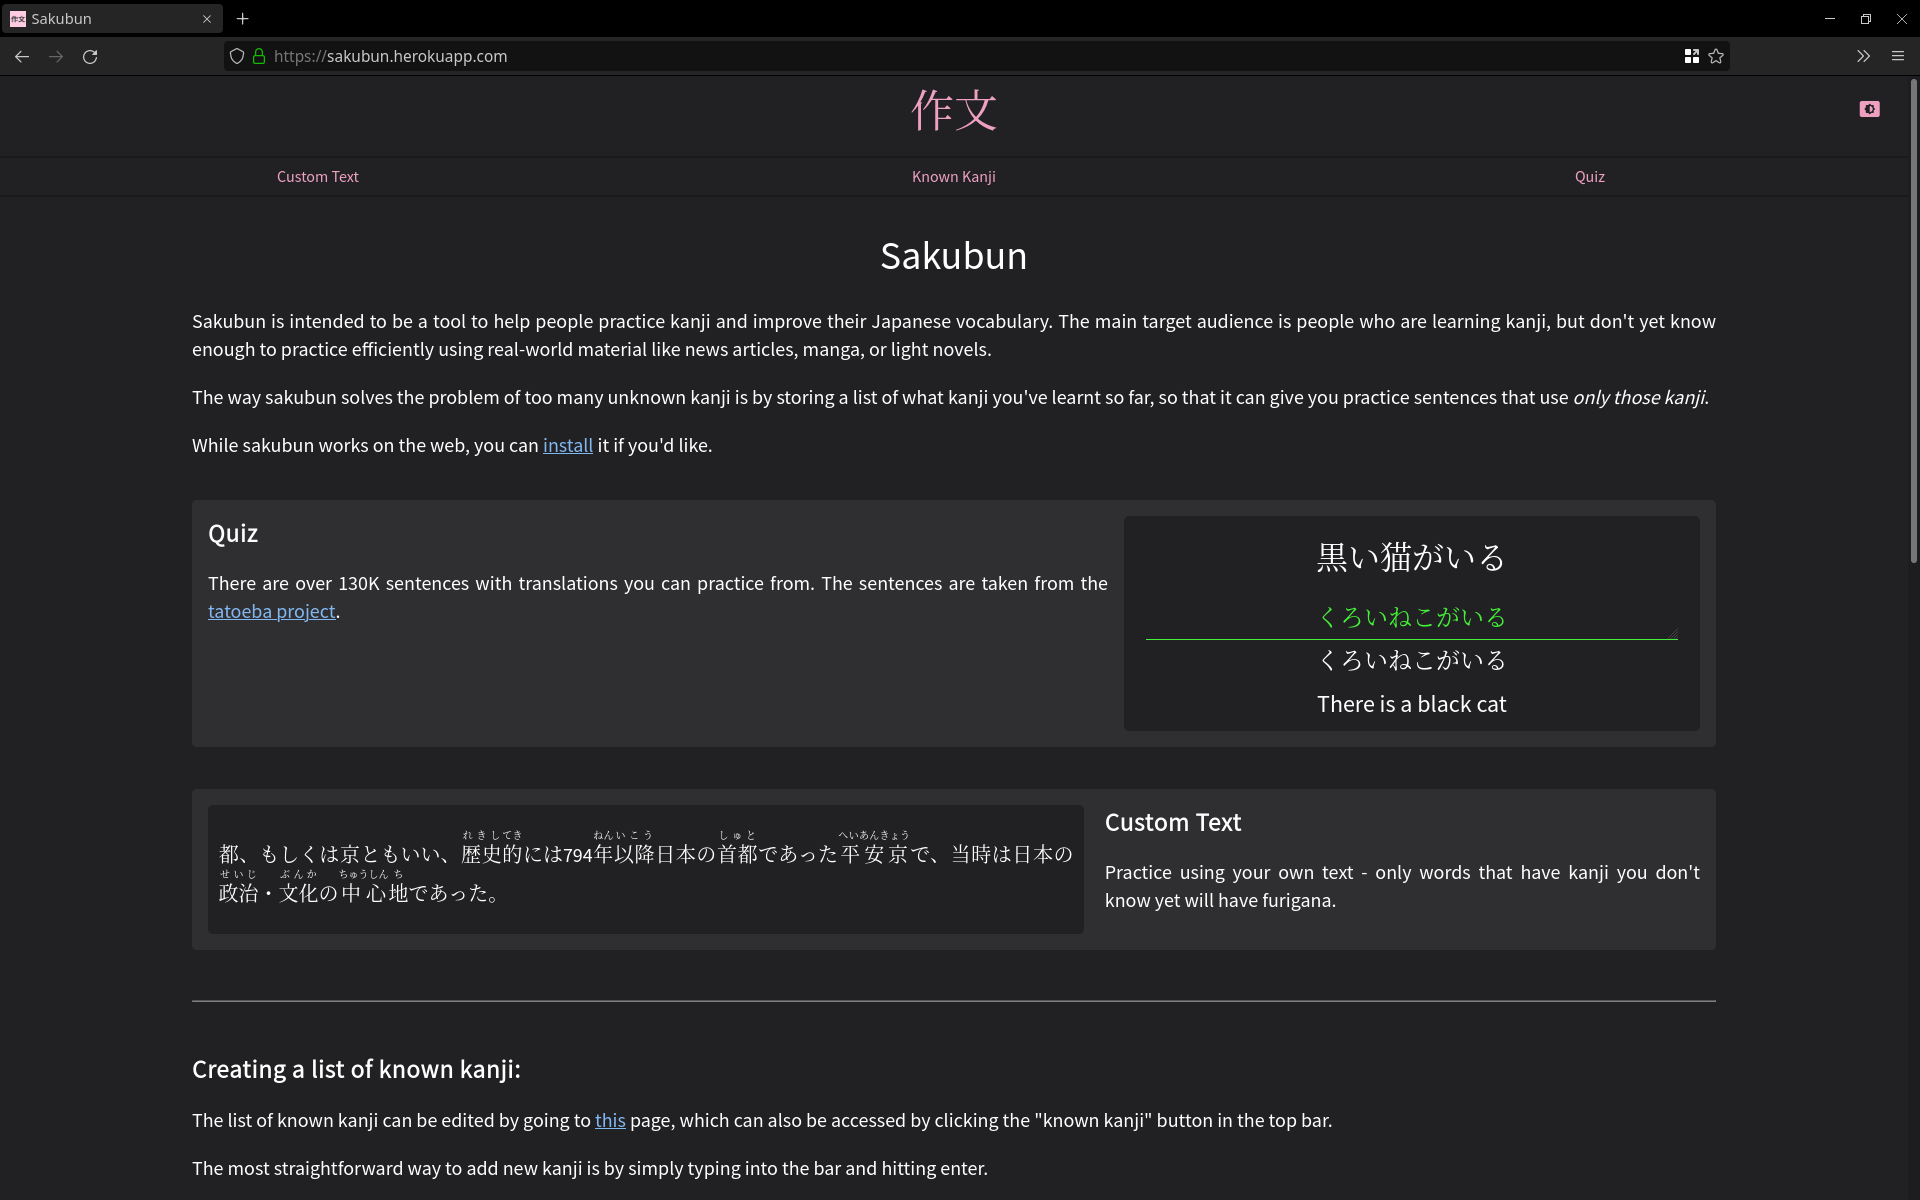 作文 Sakubun
https://sakubun.herokuapp.com
作文
Custom Text
Known Kanji
Quiz
Sakubun
Sakubun is intended to be a tool to help people practice kanji and improve their Japanese vocabulary. The main target audience is people who are learning kanji, but don't yet know
enough to practice efficiently using real-world material like news articles, manga, or light novels.
The way sakubun solves the problem of too many unknown kanji is by storing a list of what kanji you've learnt so far, so that it can give you practice sentences that use only those kanji.
While sakubun works on the web, you can install it if you'd like.
Quiz
There are over 130K sentences with translations you can practice from. The sentences are taken from the
tatoeba project.
黒い猫がいる
くろいねこがいる
くろいねこがいる
There is a black cat
れきしてき ねんいこう しゅと へいあんきょう
都、もしくは京ともいい、歴史的には794年以降日本の首都であった平安京で、当時は日本の
せいじ ぶんか ちゅうしんち
政治・文化の中心地であった。
Custom Text
Practice using your own text - only words that have kanji you don't
know yet will have furigana.
Creating a list of known kanji:
The list of known kanji can be edited by going to this page, which can also be accessed by clicking the "known kanji" button in the top bar.
The most straightforward way to add new kanji is by simply typing into the bar and hitting enter.